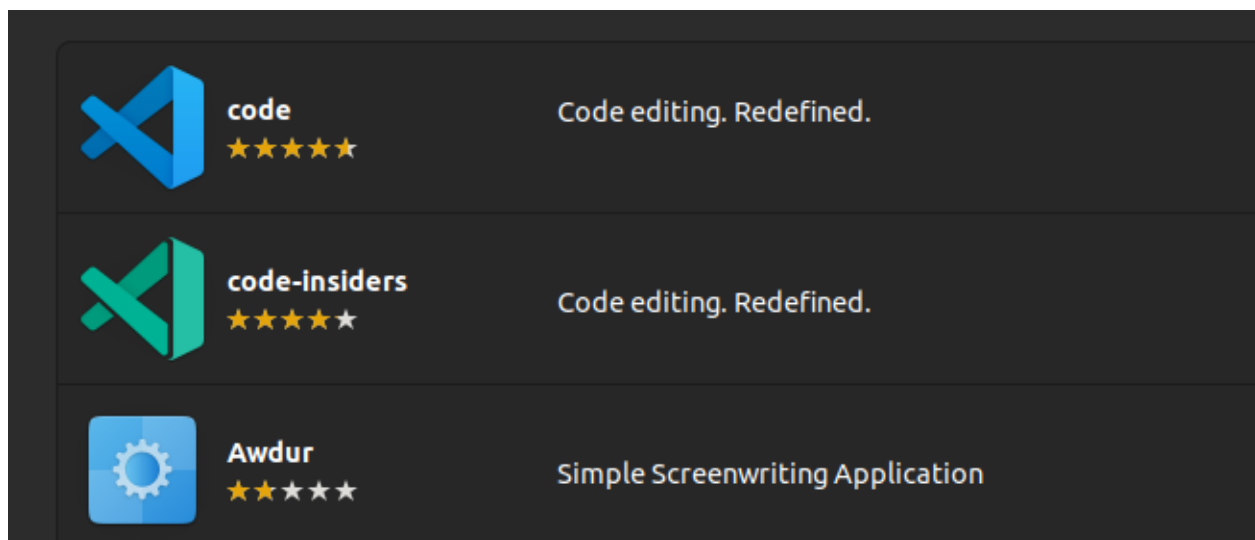 code
Code editing. Redefined.
code-insiders
Code editing. Redefined.
Awdur
Simple Screenwriting Application